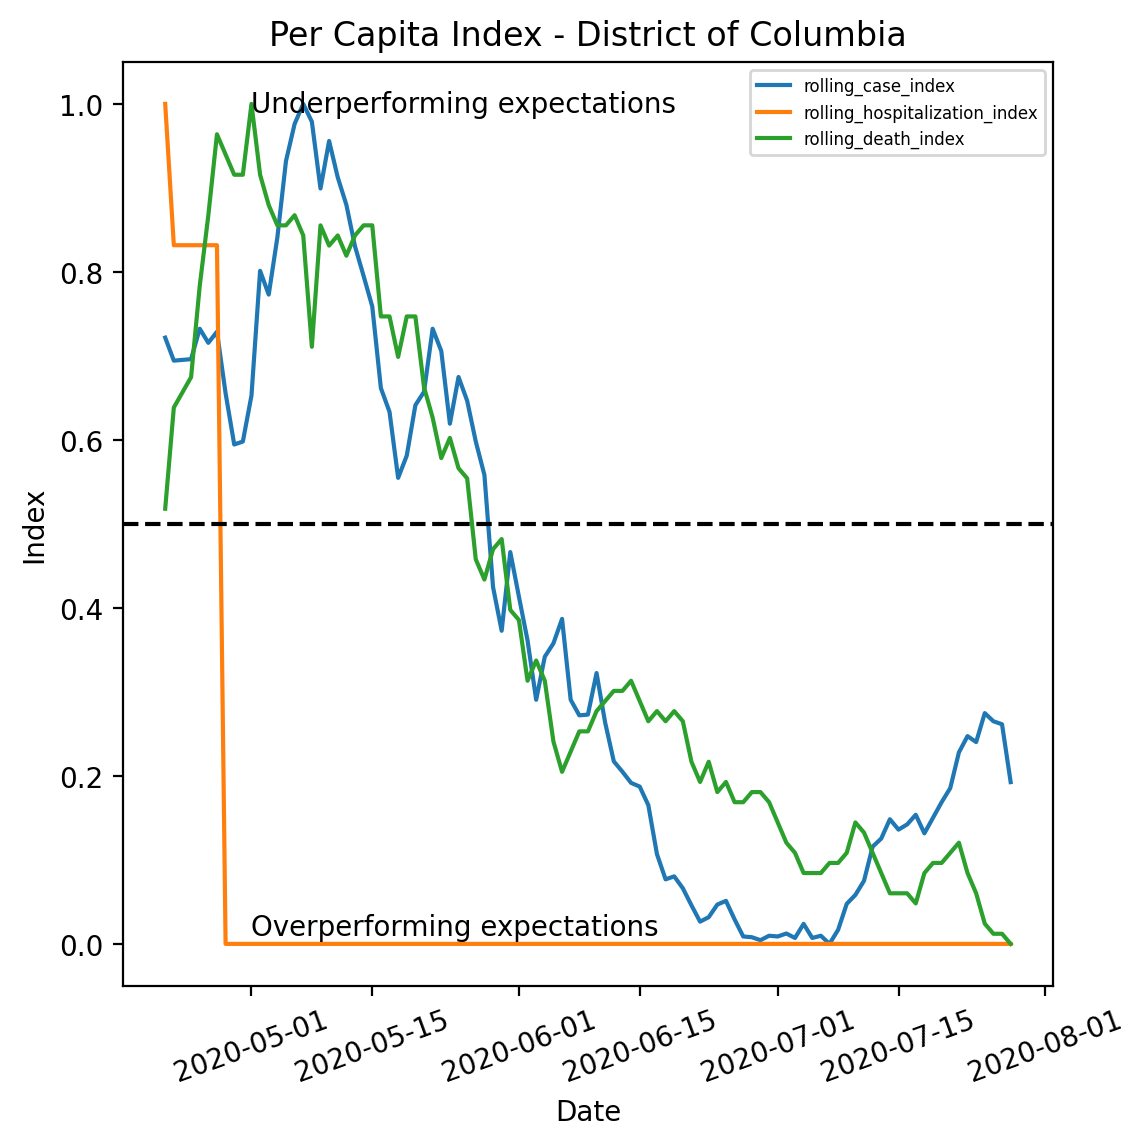 Per Capita Index - District of Columbia
Underperforming expectations
rolling_case_index
rolling_hospitalization_index
rolling_death_index
1.0
0.8
0.6
0.4
0.2
0.0
Index
Overperforming expectations
2020-05-01
2020-05-15
2020-06-01
2020-06-15
2020-07-01
2020-07-15
2020-08-01
Date